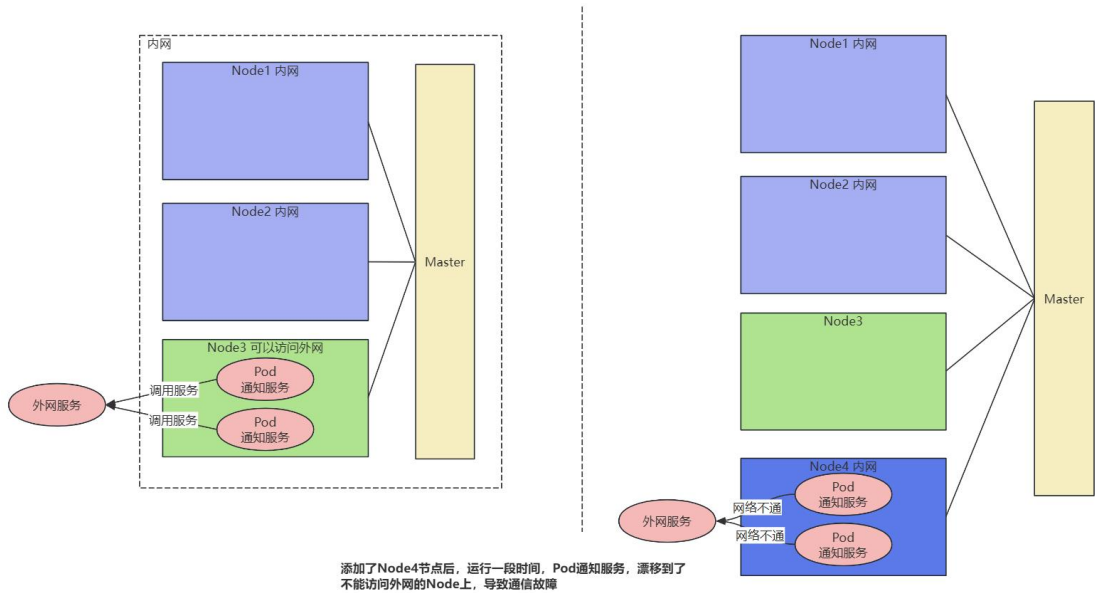 内网
Node1 内网
Node2 内网
Master
Node3 可以访问外网
Pod
通知服务
调用服务
外网服务
调用服务
Pod
通知服务
Node1 内网
Node2 内网
Master
Node3
Node4 内网
Pod
通知服务
网络不通
外网服务
网络不通
Pod
通知服务
添加了Node4节点后，运行一段时间，Pod通知服务，漂移到了
不能访问外网的Node上，导致通信故障